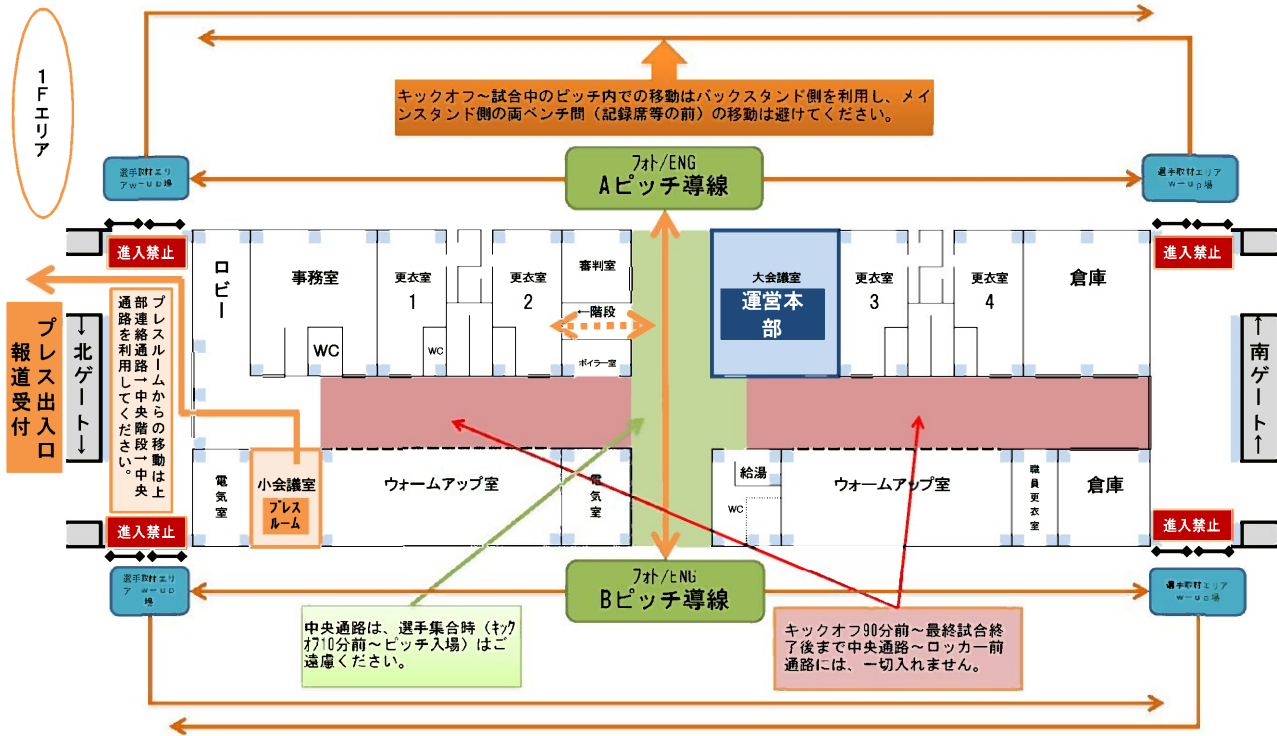 1Fエリア
キックオフ~試合中のピッチ内での移動はバックスタンド側を利用し、メイ
ンスタンド側の両ベンチ間（記録席等の前）の移動は避けてください。
選手取材エリ
アw－up場
フォト/ENG
Aピッチ導線
選手取材エリア
w－up場
進入禁止
進入禁止
ロビー
事務室
更衣室
1
更衣室
2
審判室
←階段
ボイラー室
WC
WC
大会議室
運営本
部
更衣室
3
更衣室
4
倉庫
プレス出入口
報道受付
←北ゲート→
プレスルームからの移動は上
部連絡通路→中央階段→中央
通路を利用してください。
←南ゲート→
電気室
小会議室
プレス
ルーム
ウォームアップ室
電気室
給湯
WC
ウォームアップ室
職員更衣室
倉庫
進入禁止
進入禁止
選手取材エリ
ア w－up
場
フォト/ENG
Bピッチ導線
選手取材エリア
w－up場
中央通路は、選手集合時（キック
オフ10分前~ピッチ入場）はご
遠慮ください。
キックオフ90分前~最終試合終
了後まで中央通路~ロッカー前
通路には、一切入れません。